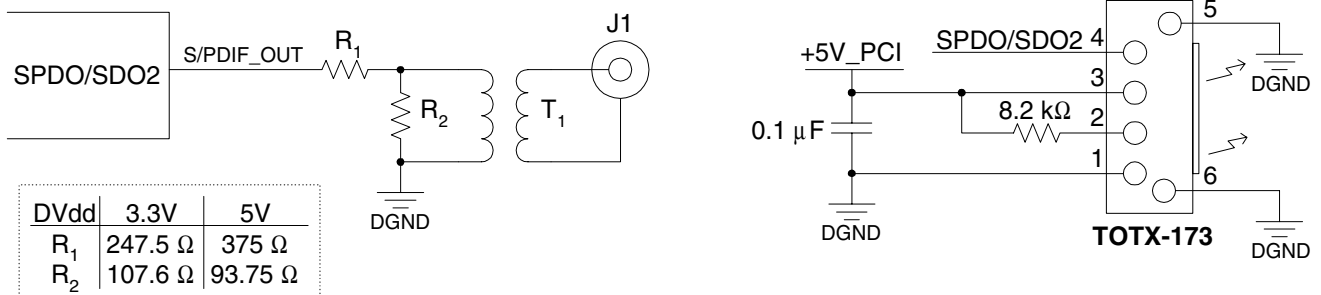 SPDO/SDO2
S/PDIF_OUT
R1
R2
T1
J1
DGND
DVdd 3.3V 5V
R1 247.5 Ω 375 Ω
R2 107.6 Ω 93.75 Ω
+5V_PCI
SPDO/SDO2
0.1 μF
8.2 kΩ
DGND
4
3
2
1
5
6
DGND
DGND
TOTX-173